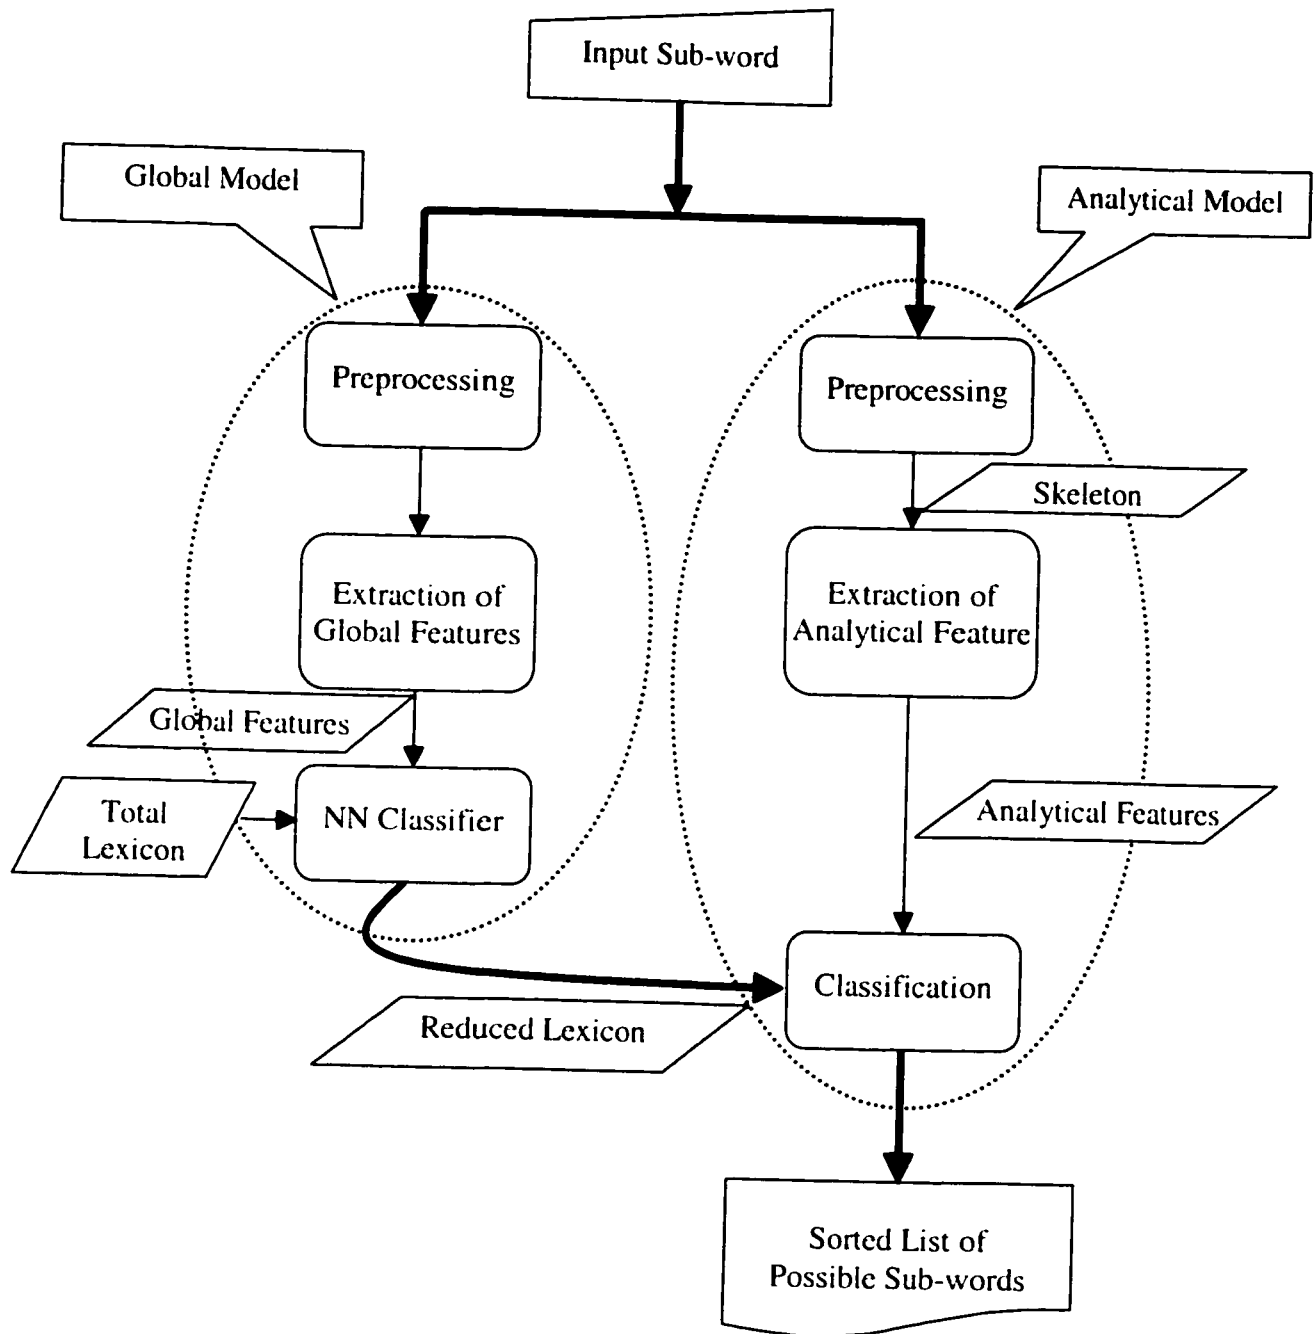 Input Sub-word
Global Model
Analytical Model
Preprocessing
Preprocessing
Skeleton
Extraction of
Global Features
Extraction of
Analytical Feature
Global Features
Total
Lexicon
NN Classifier
Analytical Features
Classification
Reduced Lexicon
Sorted List of
Possible Sub-words